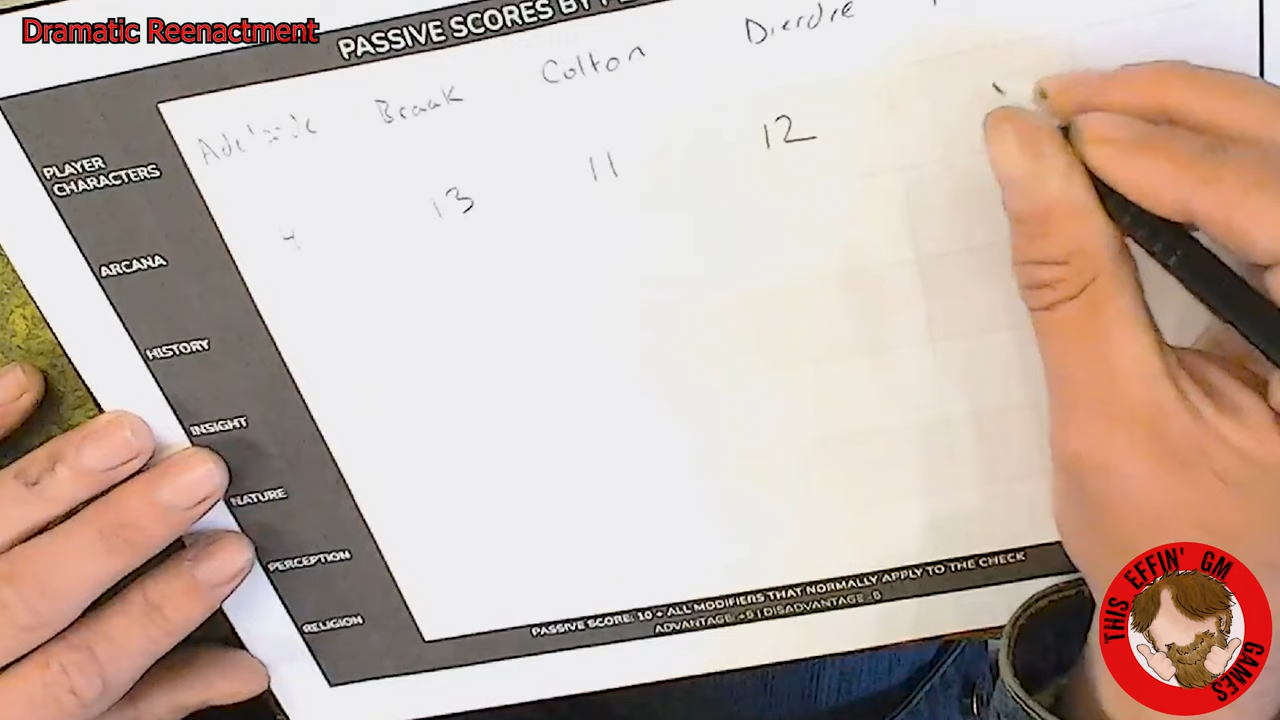 Dramatic Reenactment
PASSIVE SCORES BY
Adelaide Braak Colton Dierdre
PLAYER
CHARACTERS
13 11 12
ARCANA
HISTORY
INSIGHT
NATURE
PERCEPTION
RELIGION
PASSIVE SCORE: 10 + ALL MODIFIERS THAT NORMALLY APPLY TO THE CHECK
ADVANTAGE: +5 | DISADVANTAGE -5
THIS EFFIN' GM
GAMES